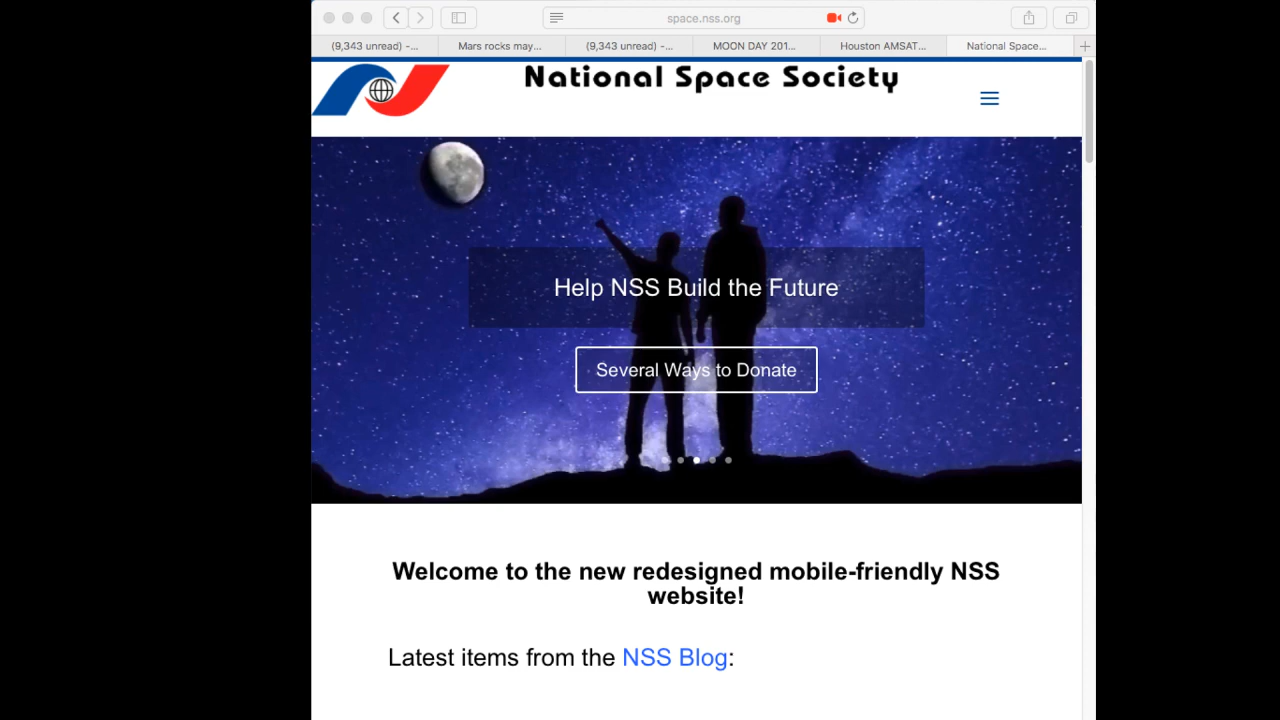 space.nss.org
(9,343 unread) -...
Mars rocks may...
(9,343 unread) -...
MOON DAY 201...
Houston AMSAT...
National Space...
National Space Society
Help NSS Build the Future
Several Ways to Donate
Welcome to the new redesigned mobile-friendly NSS
website!
Latest items from the NSS Blog: